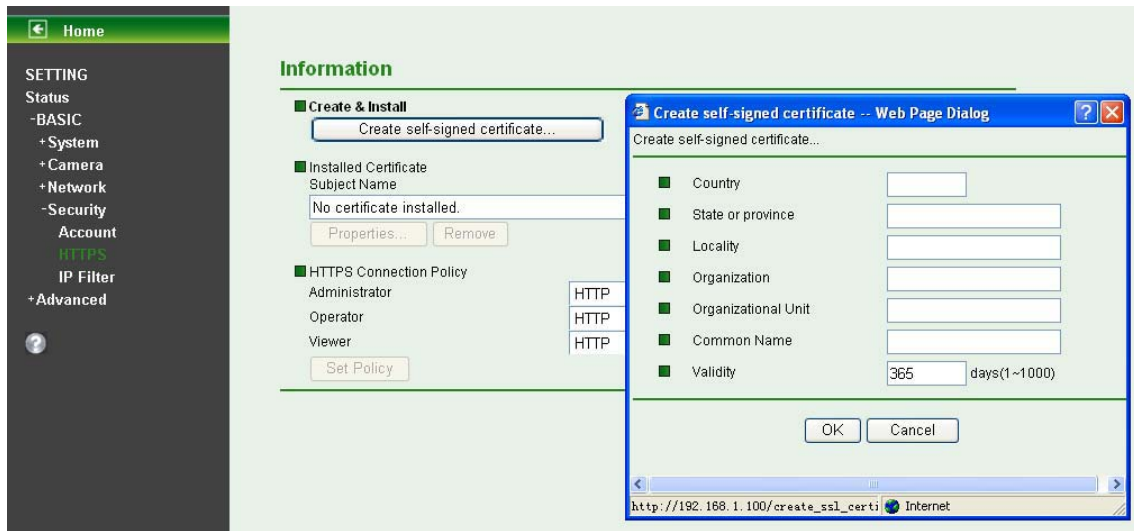 Home
SETTING
Status
-BASIC
+System
+Camera
+Network
-Security
Account
HTTPS
IP Filter
+Advanced
?
Information
Create & Install
Create self-signed certificate...
Installed Certificate
Subject Name
No certificate installed.
Properties... Remove
HTTPS Connection Policy
Administrator HTTP
Operator HTTP
Viewer HTTP
Set Policy
Create self-signed certificate -- Web Page Dialog ? X
Create self-signed certificate...
Country
State or province
Locality
Organization
Organizational Unit
Common Name
Validity 365 days(1~1000)
OK Cancel
http://192.168.1.100/create_ssl_certi Internet